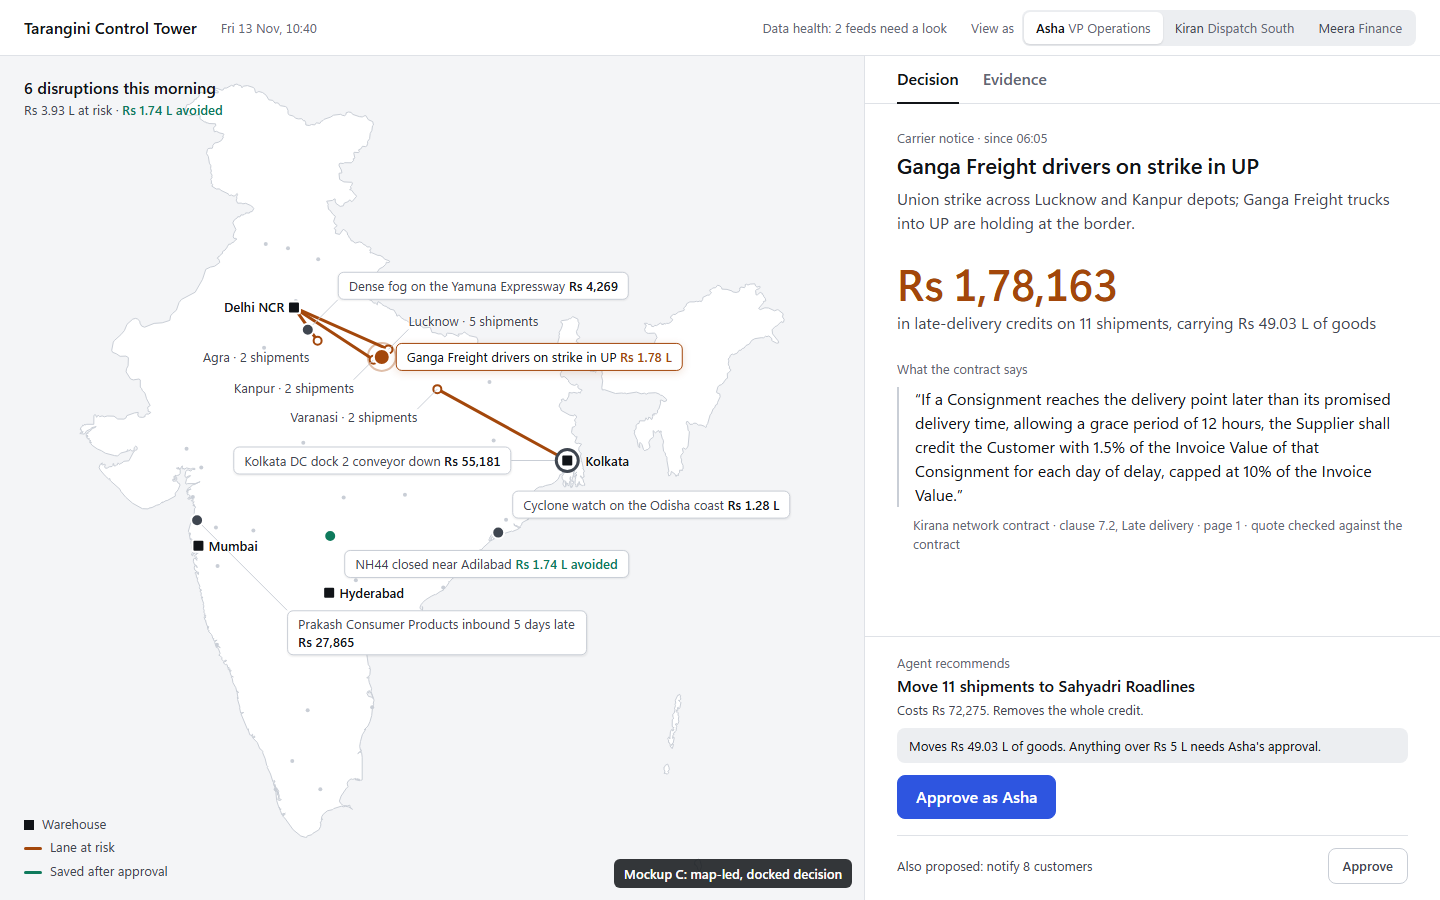 Tarangini Control Tower
Fri 13 Nov, 10:40
Data health: 2 feeds need a look
View as
Asha VP Operations
Kiran Dispatch South
Meera Finance
6 disruptions this morning
Rs 3.93 L at risk · Rs 1.74 L avoided
Dense fog on the Yamuna Expressway Rs 4,269
Delhi NCR
Lucknow · 5 shipments
Agra · 2 shipments
Ganga Freight drivers on strike in UP Rs 1.78 L
Kanpur · 2 shipments
Varanasi · 2 shipments
Kolkata DC dock 2 conveyor down Rs 55,181
Kolkata
Cyclone watch on the Odisha coast Rs 1.28 L
Mumbai
NH44 closed near Adilabad Rs 1.74 L avoided
Hyderabad
Prakash Consumer Products inbound 5 days late
Rs 27,865
Warehouse
Lane at risk
Saved after approval
Mockup C: map-led, docked decision
Decision
Evidence
Carrier notice · since 06:05
Ganga Freight drivers on strike in UP
Union strike across Lucknow and Kanpur depots; Ganga Freight trucks
into UP are holding at the border.
Rs 1,78,163
in late-delivery credits on 11 shipments, carrying Rs 49.03 L of goods
What the contract says
“If a Consignment reaches the delivery point later than its promised
delivery time, allowing a grace period of 12 hours, the Supplier shall
credit the Customer with 1.5% of the Invoice Value of that
Consignment for each day of delay, capped at 10% of the Invoice
Value.”
Kirana network contract · clause 7.2, Late delivery · page 1 · quote checked against the
contract
Agent recommends
Move 11 shipments to Sahyadri Roadlines
Costs Rs 72,275. Removes the whole credit.
Moves Rs 49.03 L of goods. Anything over Rs 5 L needs Asha's approval.
Approve as Asha
Also proposed: notify 8 customers
Approve